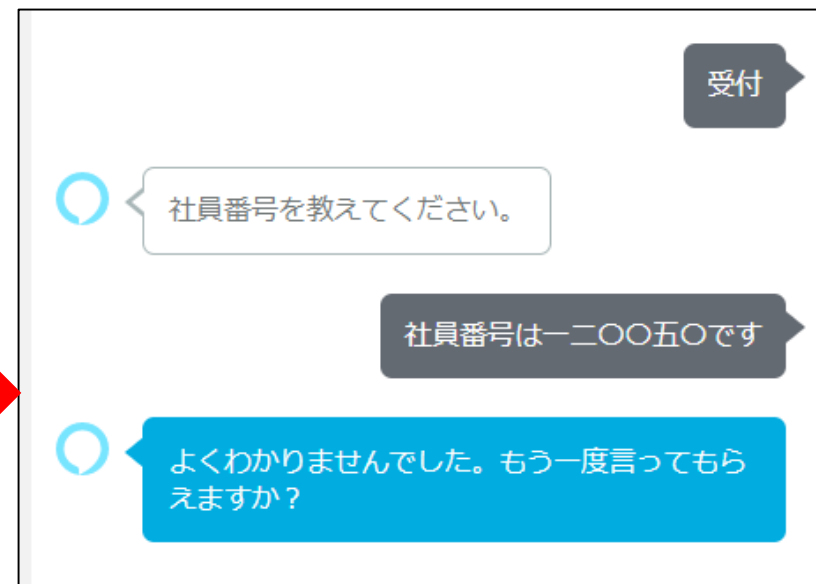 受付
社員番号を教えてください。
社員番号は一二〇〇五〇です
よくわかりませんでした。もう一度言ってもら
えますか？